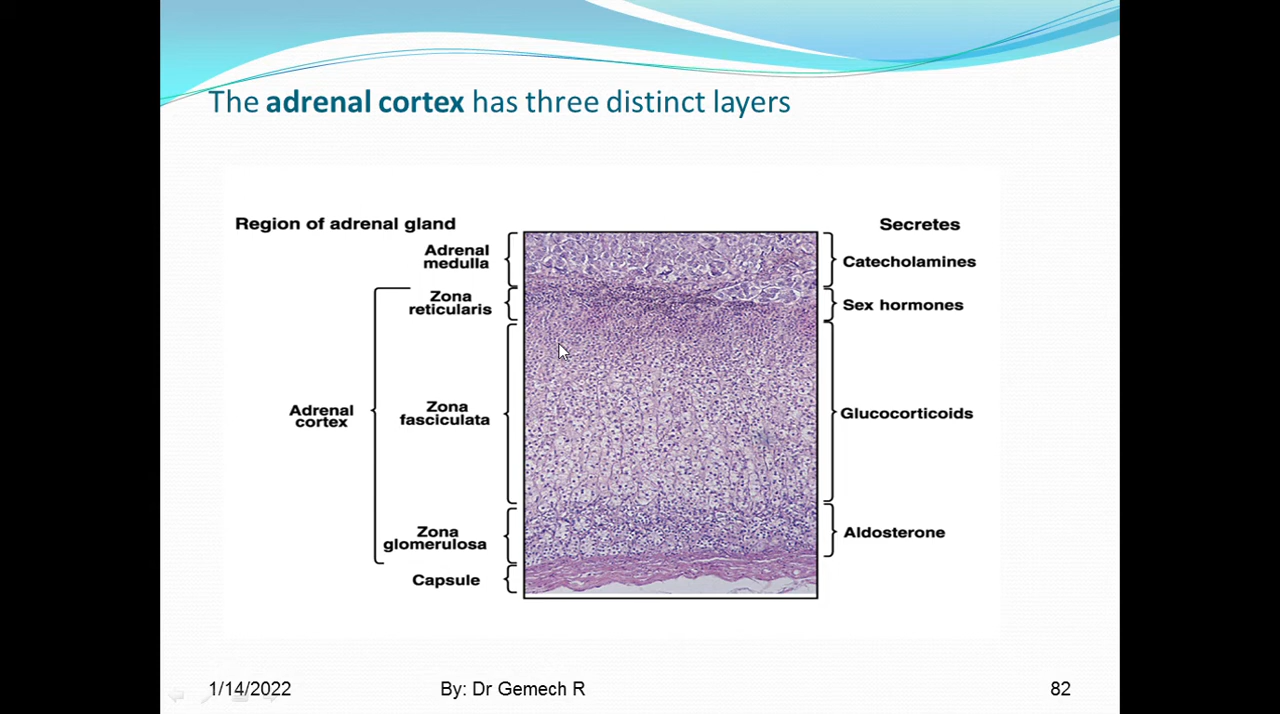 The adrenal cortex has three distinct layers
Region of adrenal gland
Secretes
Adrenal
medulla
Catecholamines
Zona
reticularis
Sex hormones
Adrenal
cortex
Zona
fasciculata
Glucocorticoids
Zona
glomerulosa
Aldosterone
Capsule
1/14/2022
By: Dr Gemech R
82